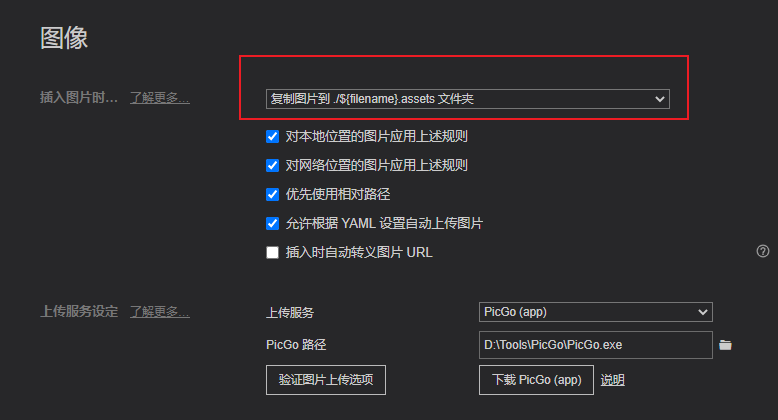 图像
插入图片时... 了解更多... 复制图片到 ./${filename}.assets 文件夹
对本地位置的图片应用上述规则
对网络位置的图片应用上述规则
优先使用相对路径
允许根据 YAML 设置自动上传图片
插入时自动转义图片 URL
上传服务设定 了解更多... 上传服务 PicGo (app)
PicGo 路径 D:\Tools\PicGo\PicGo.exe
验证图片上传选项 下载 PicGo (app) 说明